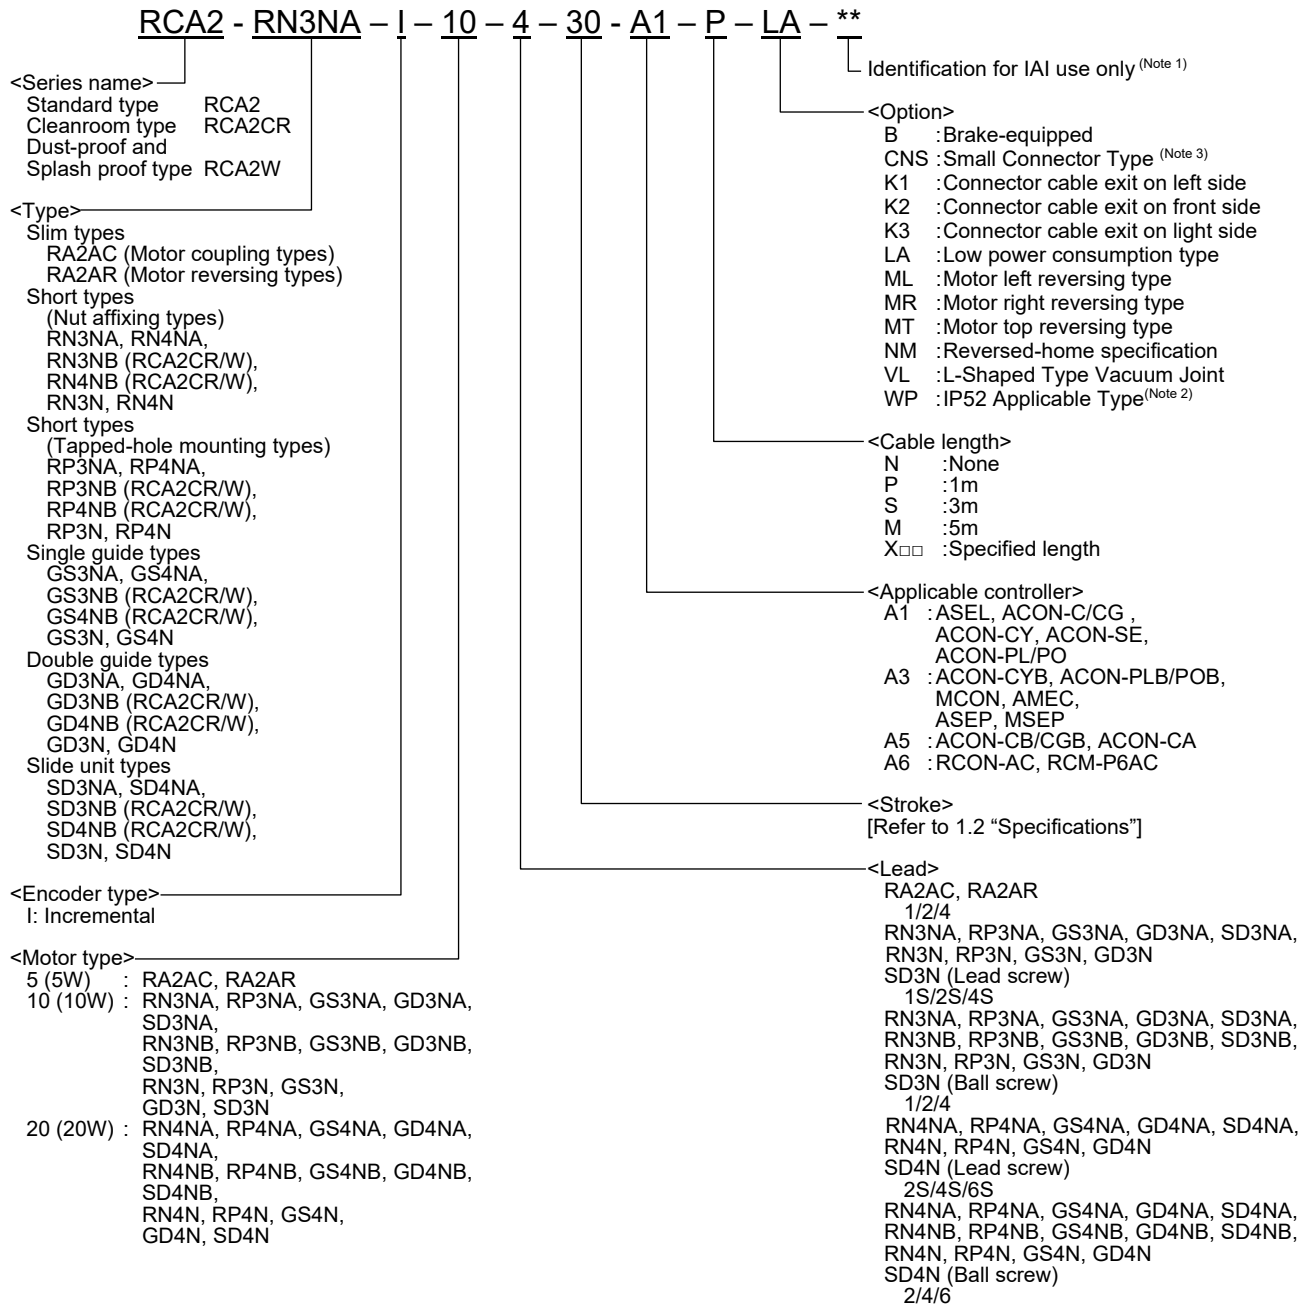 RCA2 - RN3NA – I – 10 – 4 – 30 - A1 – P – LA – **
<Series name>
Standard type RCA2
Cleanroom type RCA2CR
Dust-proof and
Splash proof type RCA2W
<Type>
Slim types
RA2AC (Motor coupling types)
RA2AR (Motor reversing types)
Short types
(Nut affixing types)
RN3NA, RN4NA,
RN3NB (RCA2CR/W),
RN4NB (RCA2CR/W),
RN3N, RN4N
Short types
(Tapped-hole mounting types)
RP3NA, RP4NA,
RP3NB (RCA2CR/W),
RP4NB (RCA2CR/W),
RP3N, RP4N
Single guide types
GS3NA, GS4NA,
GS3NB (RCA2CR/W),
GS4NB (RCA2CR/W),
GS3N, GS4N
Double guide types
GD3NA, GD4NA,
GD3NB (RCA2CR/W),
GD4NB (RCA2CR/W),
GD3N, GD4N
Slide unit types
SD3NA, SD4NA,
SD3NB (RCA2CR/W),
SD4NB (RCA2CR/W),
SD3N, SD4N
<Encoder type>
I: Incremental
<Motor type>
5 (5W) : RA2AC, RA2AR
10 (10W) : RN3NA, RP3NA, GS3NA, GD3NA,
SD3NA,
RN3NB, RP3NB, GS3NB, GD3NB,
SD3NB,
RN3N, RP3N, GS3N,
GD3N, SD3N
20 (20W) : RN4NA, RP4NA, GS4NA, GD4NA,
SD4NA,
RN4NB, RP4NB, GS4NB, GD4NB,
SD4NB,
RN4N, RP4N, GS4N,
GD4N, SD4N
Identification for IAI use only (Note 1)
<Option>
B :Brake-equipped
CNS :Small Connector Type (Note 3)
K1 :Connector cable exit on left side
K2 :Connector cable exit on front side
K3 :Connector cable exit on light side
LA :Low power consumption type
ML :Motor left reversing type
MR :Motor right reversing type
MT :Motor top reversing type
NM :Reversed-home specification
VL :L-Shaped Type Vacuum Joint
WP :IP52 Applicable Type(Note 2)
<Cable length>
N :None
P :1m
S :3m
M :5m
X□□ :Specified length
<Applicable controller>
A1 :ASEL, ACON-C/CG ,
ACON-CY, ACON-SE,
ACON-PL/PO
A3 :ACON-CYB, ACON-PLB/POB,
MCON, AMEC,
ASEP, MSEP
A5 :ACON-CB/CGB, ACON-CA
A6 :RCON-AC, RCM-P6AC
<Stroke>
[Refer to 1.2 “Specifications”]
<Lead>
RA2AC, RA2AR
1/2/4
RN3NA, RP3NA, GS3NA, GD3NA, SD3NA,
RN3N, RP3N, GS3N, GD3N
SD3N (Lead screw)
1S/2S/4S
RN3NA, RP3NA, GS3NA, GD3NA, SD3NA,
RN3NB, RP3NB, GS3NB, GD3NB, SD3NB,
RN3N, RP3N, GS3N, GD3N
SD3N (Ball screw)
1/2/4
RN4NA, RP4NA, GS4NA, GD4NA, SD4NA,
RN4N, RP4N, GS4N, GD4N
SD4N (Lead screw)
2S/4S/6S
RN4NA, RP4NA, GS4NA, GD4NA, SD4NA,
RN4NB, RP4NB, GS4NB, GD4NB, SD4NB,
RN4N, RP4N, GS4N, GD4N
SD4N (Ball screw)
2/4/6